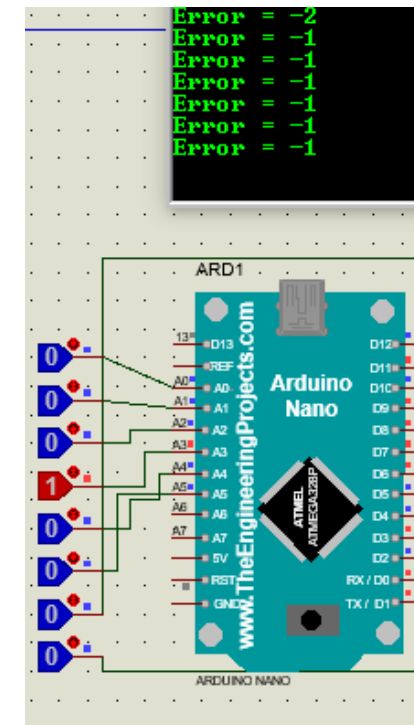 Error = -2
Error = -1
Error = -1
Error = -1
Error = -1
Error = -1
Error = -1
ARD1
13
D13
REF
A0
A0
A1
A1
A2
A2
A3
A3
A4
A4
A5
A5
A6
A6
A7
A7
5V
RST
GND
www.TheEngineeringProjects.com
Arduino
Nano
ATMEL
ATMEGA328P
D12
D11
D10
D9
D8
D7
D6
D5
D4
D3
D2
RX / D0
TX / D1
0
0
0
1
0
0
0
0
ARDUINO NANO